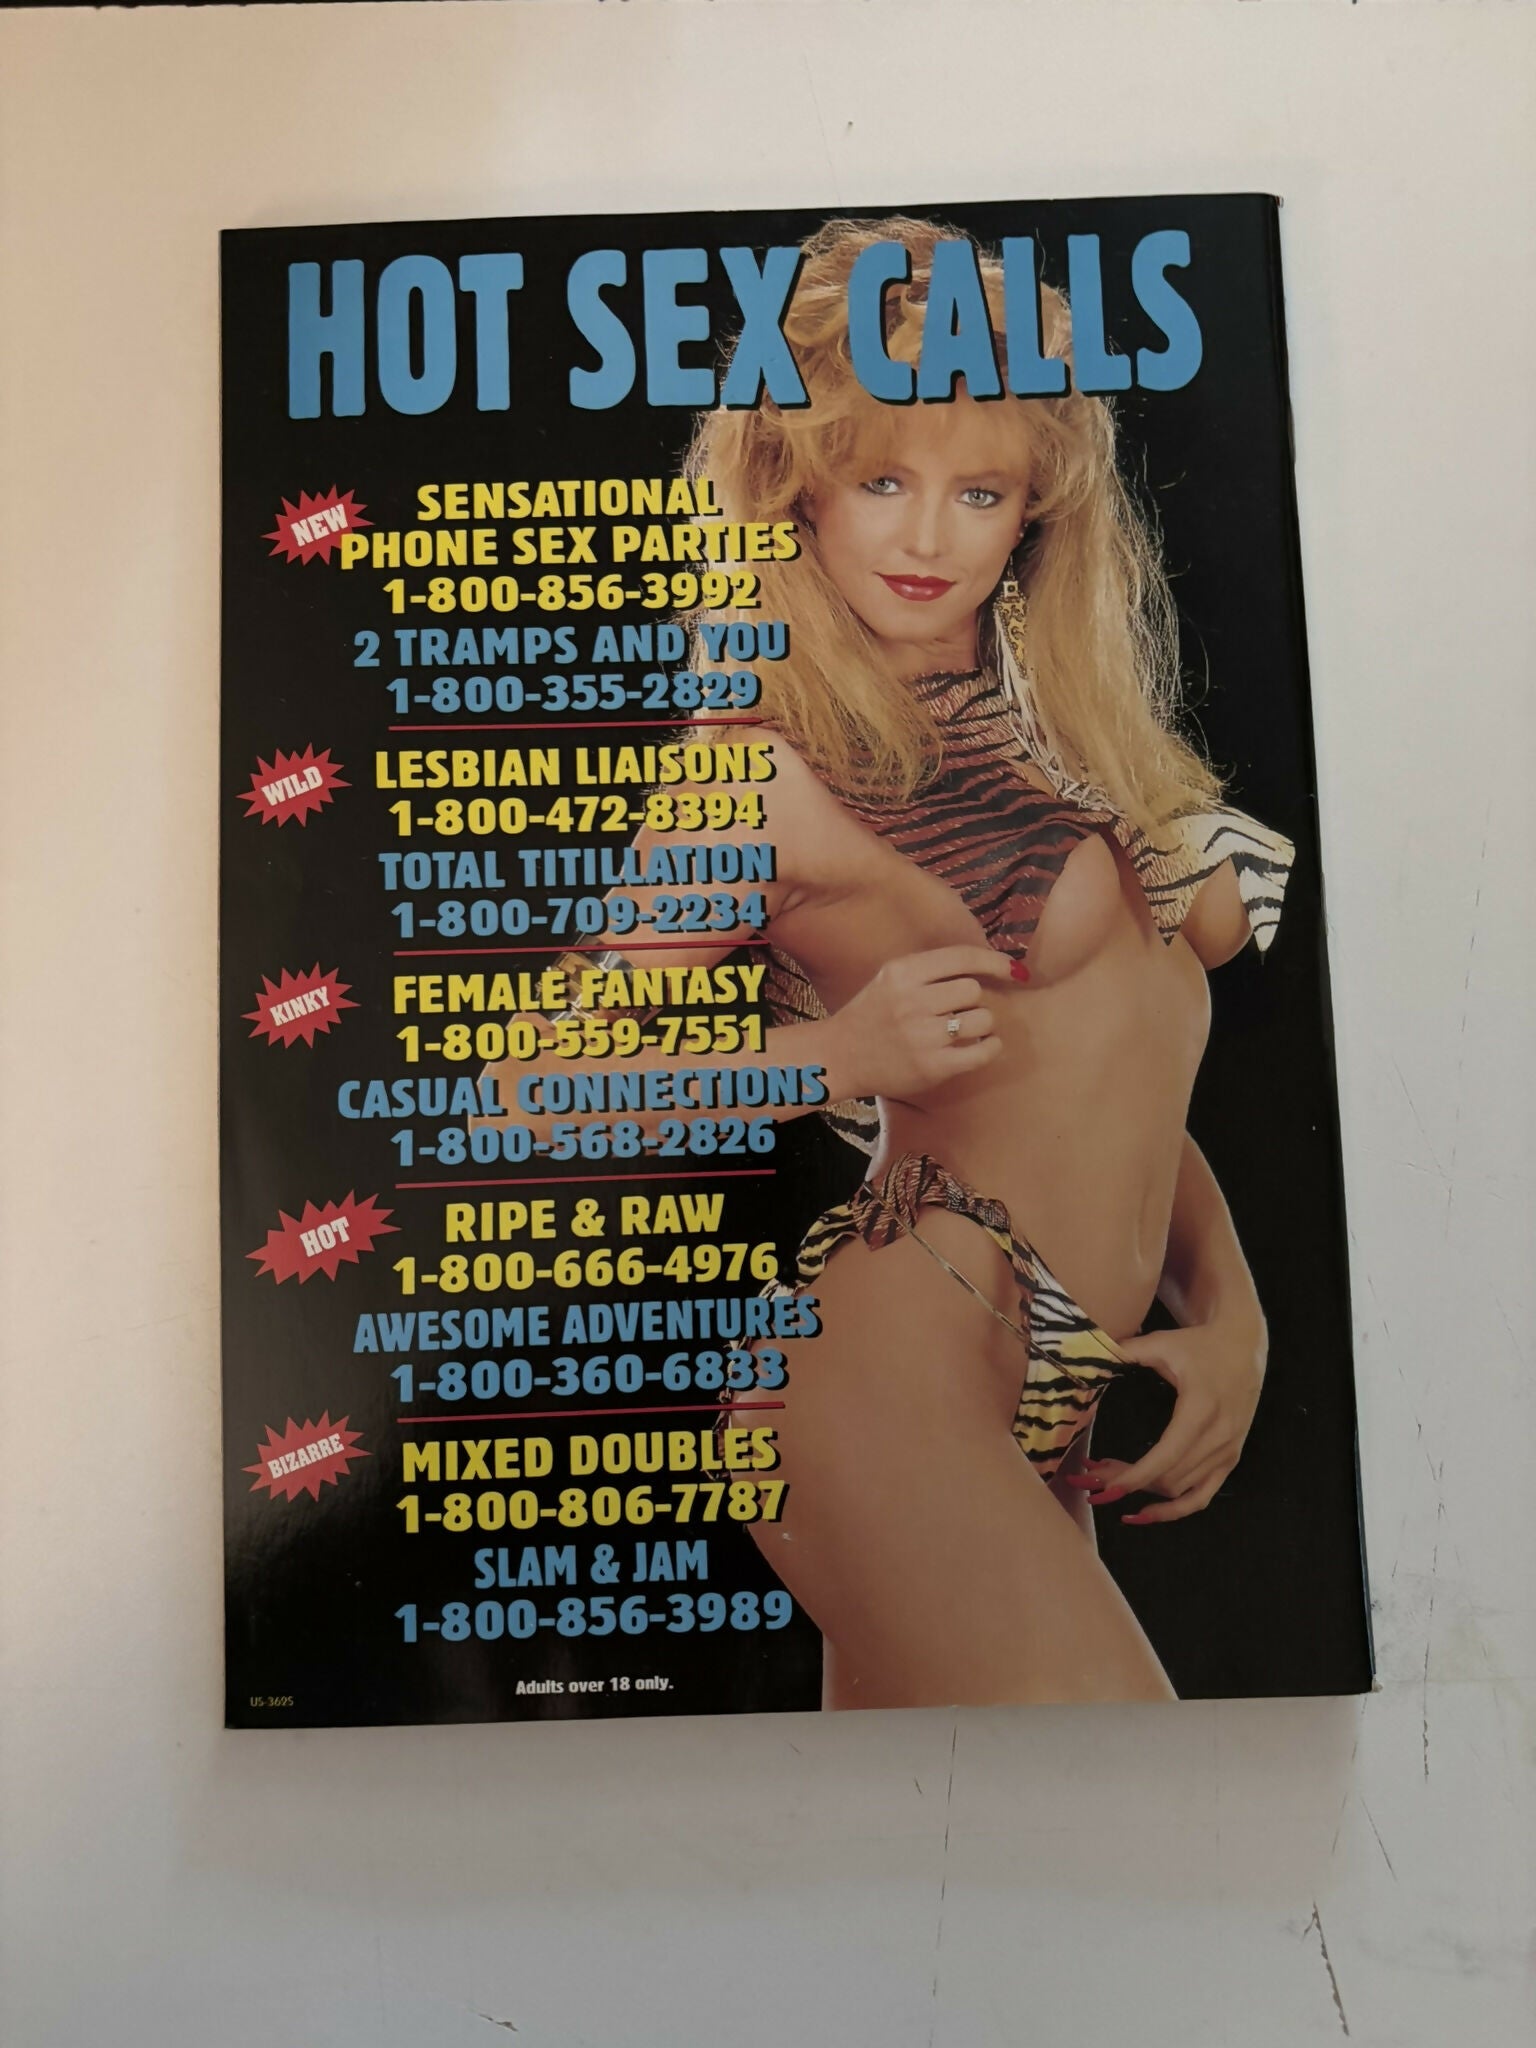 HOT SEX CALLS
NEW
SENSATIONAL
PHONE SEX PARTIES
1-800-856-3992
2 TRAMPS AND YOU
1-800-355-2829
WILD
LESBIAN LIAISONS
1-800-472-8394
TOTAL TITILLATION
1-800-709-2234
KINKY
FEMALE FANTASY
1-800-559-7551
CASUAL CONNECTIONS
1-800-568-2826
HOT
RIPE & RAW
1-800-666-4976
AWESOME ADVENTURES
1-800-360-6833
BIZARRE
MIXED DOUBLES
1-800-806-7787
SLAM & JAM
1-800-856-3989
Adults over 18 only.
US-362S